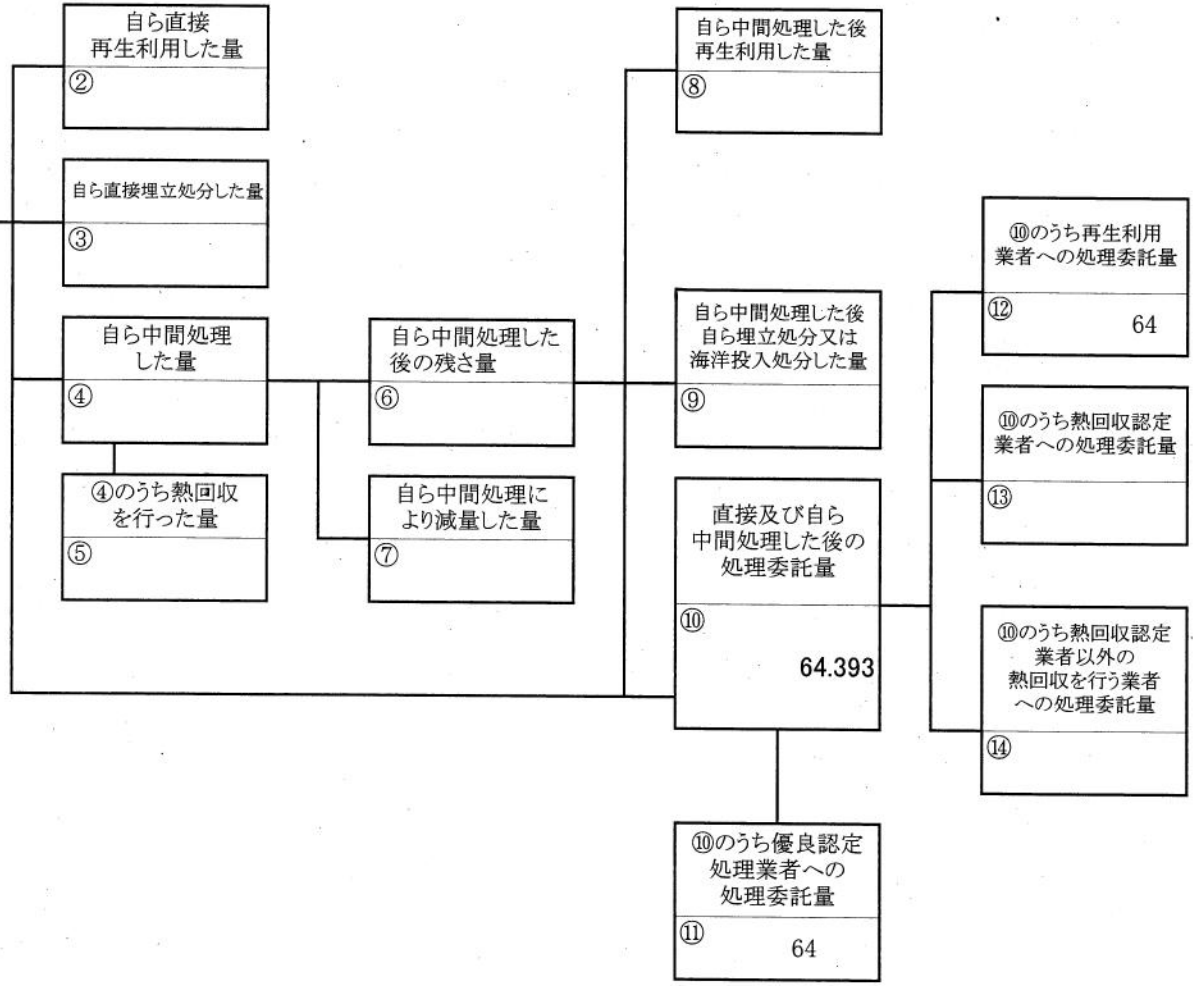 自ら直接
再生利用した量
②
自ら直接埋立処分した量
③
自ら中間処理
した量
④
④のうち熱回収
を行った量
⑤
自ら中間処理した
後の残さ量
⑥
自ら中間処理に
より減量した量
⑦
自ら中間処理した後
再生利用した量
⑧
自ら中間処理した後
自ら埋立処分又は
海洋投入処分した量
⑨
直接及び自ら
中間処理した後の
処理委託量
⑩
64.393
⑩のうち優良認定
処理業者への
処理委託量
⑪
64
⑩のうち再生利用
業者への処理委託量
⑫
64
⑩のうち熱回収認定
業者への処理委託量
⑬
⑩のうち熱回収認定
業者以外の
熱回収を行う業者
への処理委託量
⑭